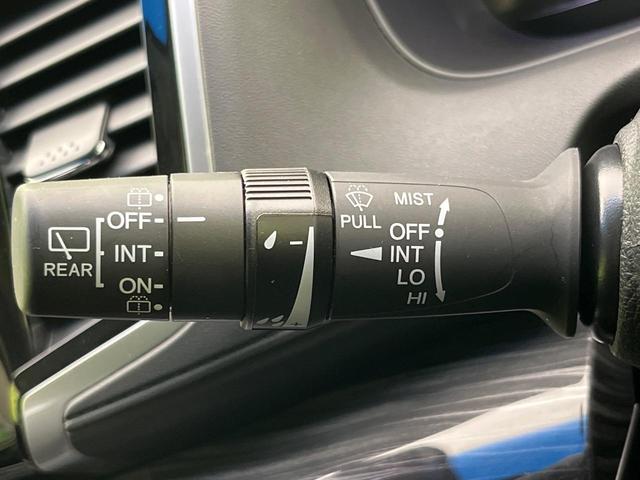 REAR
OFF
INT
ON
−
+
PULL
MIST
OFF
INT
LO
HI